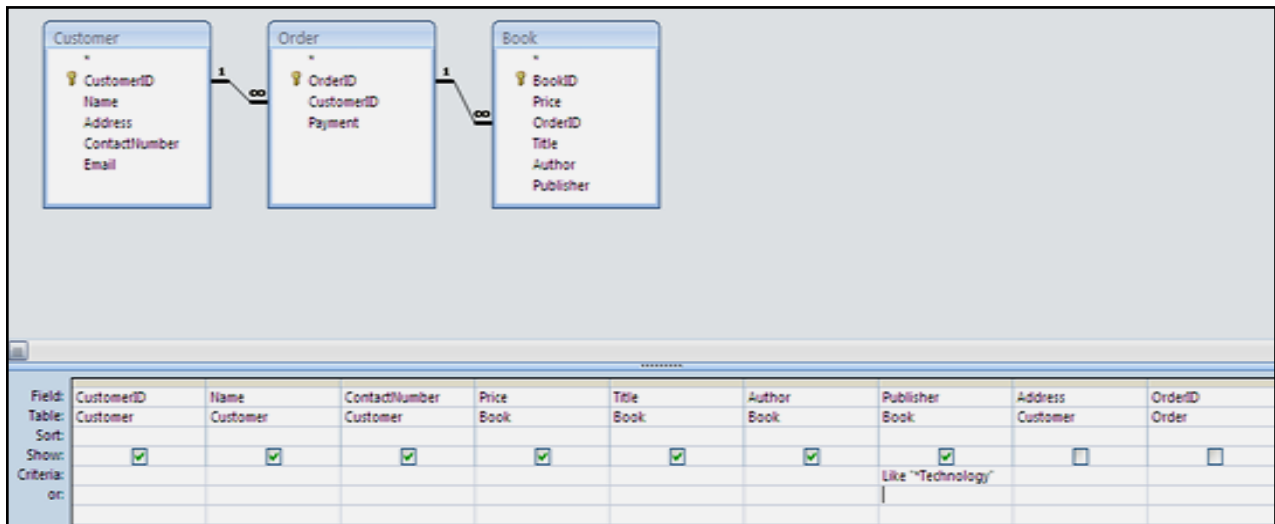 Customer
*
CustomerID
Name
Address
ContactNumber
Email
Order
*
OrderID
CustomerID
Payment
Book
*
BookID
Price
OrderID
Title
Author
Publisher
1 ∞
1 ∞
Field: CustomerID Name ContactNumber Price Title Author Publisher Address OrderID
Table: Customer Customer Customer Book Book Book Book Customer Order
Sort:
Show:
Criteria: Like "*Technology"
or: